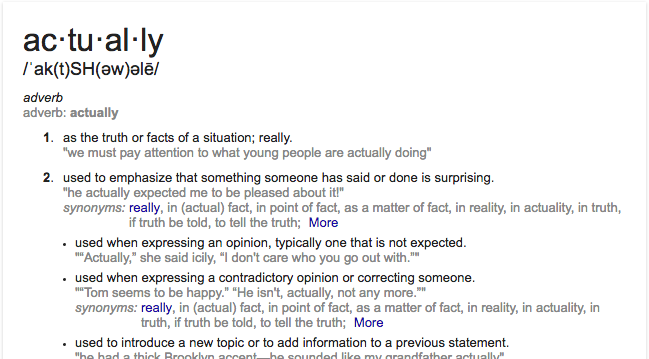 ac·tu·al·ly
/ˈak(t)SH(əw)əlē/
adverb
adverb: actually
1. as the truth or facts of a situation; really.
"we must pay attention to what young people are actually doing"
2. used to emphasize that something someone has said or done is surprising.
"he actually expected me to be pleased about it!"
synonyms: really, in (actual) fact, in point of fact, as a matter of fact, in reality, in actuality, in truth,
if truth be told, to tell the truth; More
• used when expressing an opinion, typically one that is not expected.
"“Actually,” she said icily, “I don't care who you go out with.”"
• used when expressing a contradictory opinion or correcting someone.
"“Tom seems to be happy.” “He isn't, actually, not any more.”"
synonyms: really, in (actual) fact, in point of fact, as a matter of fact, in reality, in actuality, in
truth, if truth be told, to tell the truth; More
• used to introduce a new topic or to add information to a previous statement.
"he had a thick Brooklyn accent—he sounded like my grandfather actually"